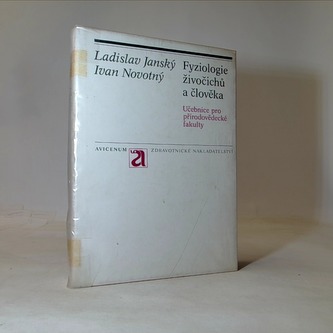 Ladislav Janský
Ivan Novotný
Fyziologie
živočichů
a člověka
Učebnice pro
přírodovědecké
fakulty
AVICENUM a ZDRAVOTNICKÉ NAKLADATELSTVÍ